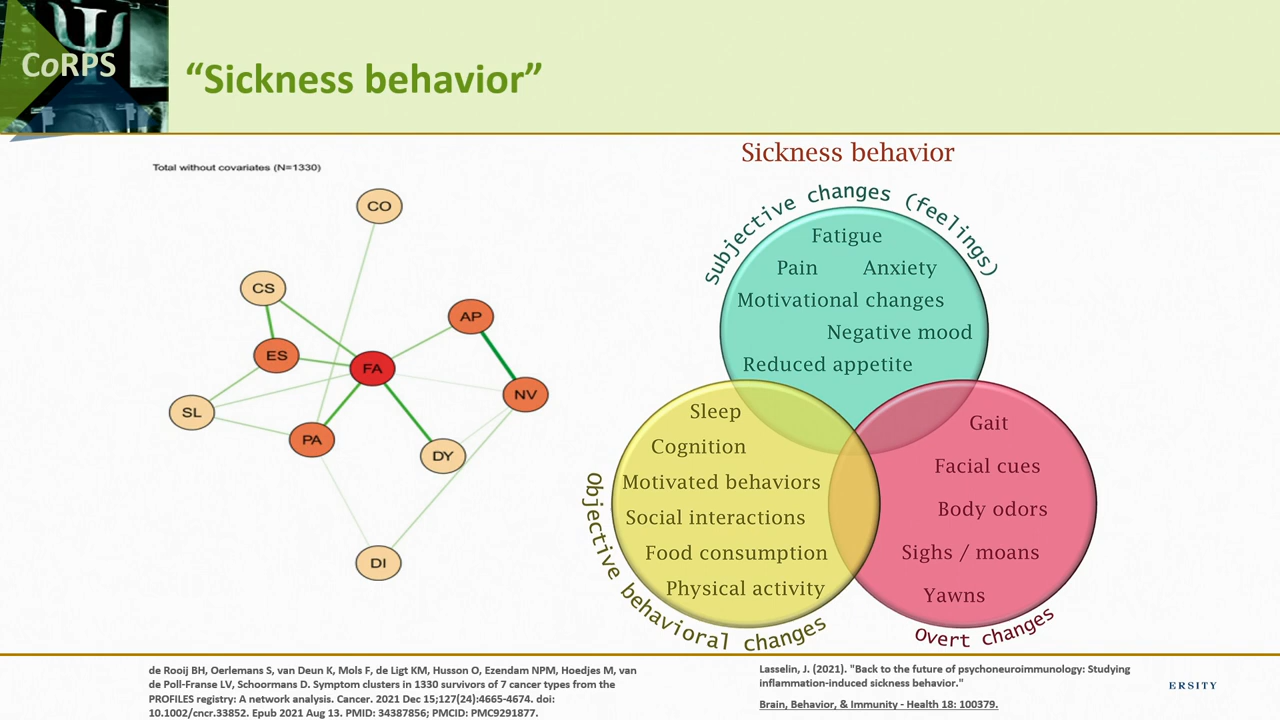 CoRPS
“Sickness behavior”
Total without covariates (N=1330)
CO
CS
AP
ES
FA
NV
SL
PA
DY
DI
Sickness behavior
Subjective changes (feelings)
Fatigue
Pain Anxiety
Motivational changes
Negative mood
Reduced appetite
Objective behavioral changes
Sleep
Cognition
Motivated behaviors
Social interactions
Food consumption
Physical activity
Overt changes
Gait
Facial cues
Body odors
Sighs / moans
Yawns
de Rooij BH, Oerlemans S, van Deun K, Mols F, de Ligt KM, Husson O, Ezendam NPM, Hoedjes M, van
de Poll-Franse LV, Schoormans D. Symptom clusters in 1330 survivors of 7 cancer types from the
PROFILES registry: A network analysis. Cancer. 2021 Dec 15;127(24):4665-4674. doi:
10.1002/cncr.33852. Epub 2021 Aug 13. PMID: 34387856; PMCID: PMC9291877.
Lasselin, J. (2021). "Back to the future of psychoneuroimmunology: Studying
inflammation-induced sickness behavior."
Brain, Behavior, & Immunity - Health 18: 100379.
ERSITY